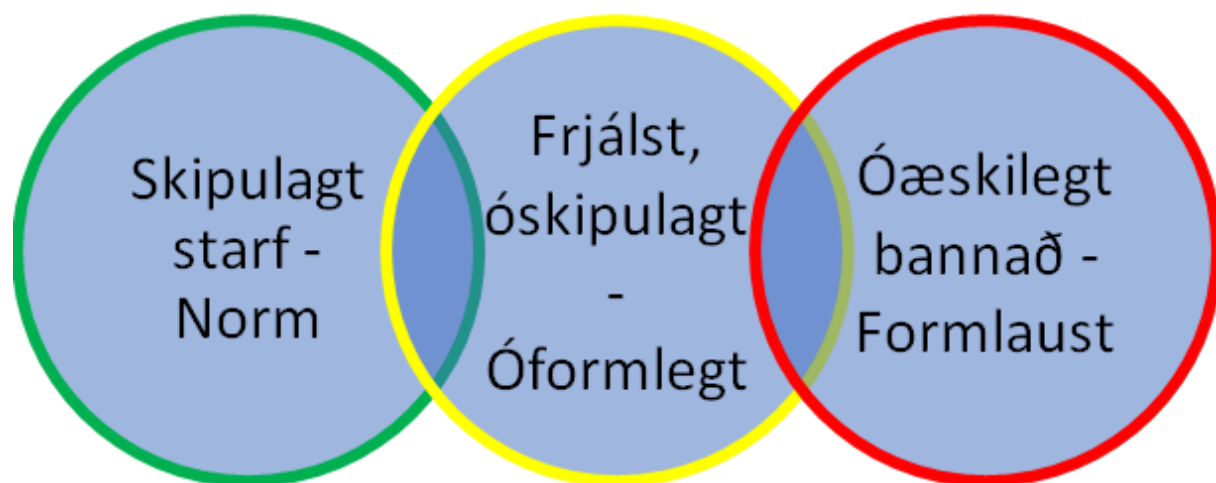 Skipulagt
starf -
Norm
Frjálst,
óskipulagt
-
Óformlegt
Óæskilegt
bannað -
Formlaust